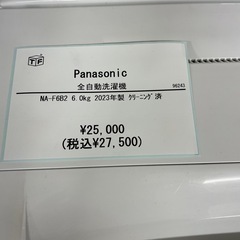 TF
Panasonic
全自動洗濯機
96243
NA-F6B2 6.0kg 2023年製 クリーニング済
¥25,000
(税込¥27,500)